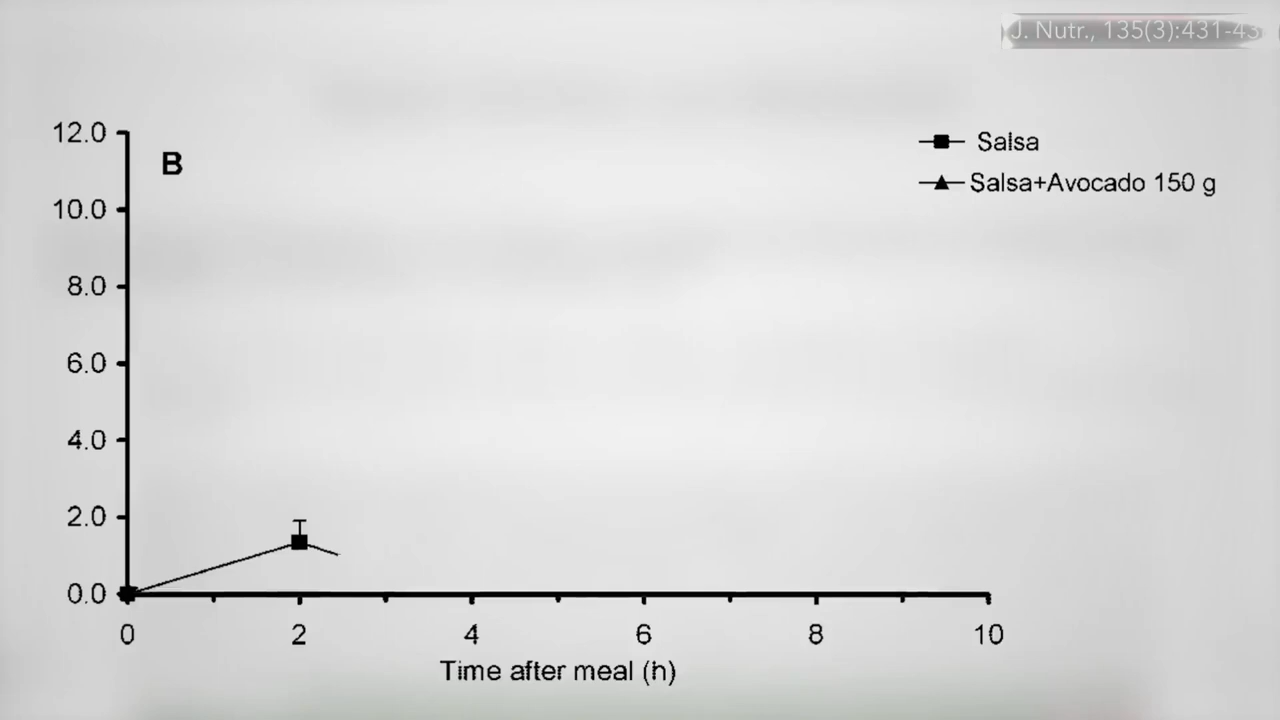 J. Nutr., 135(3):431-43
12.0
B
Salsa
Salsa+Avocado 150 g
10.0
8.0
6.0
4.0
2.0
0.0
0 2 4 6 8 10
Time after meal (h)